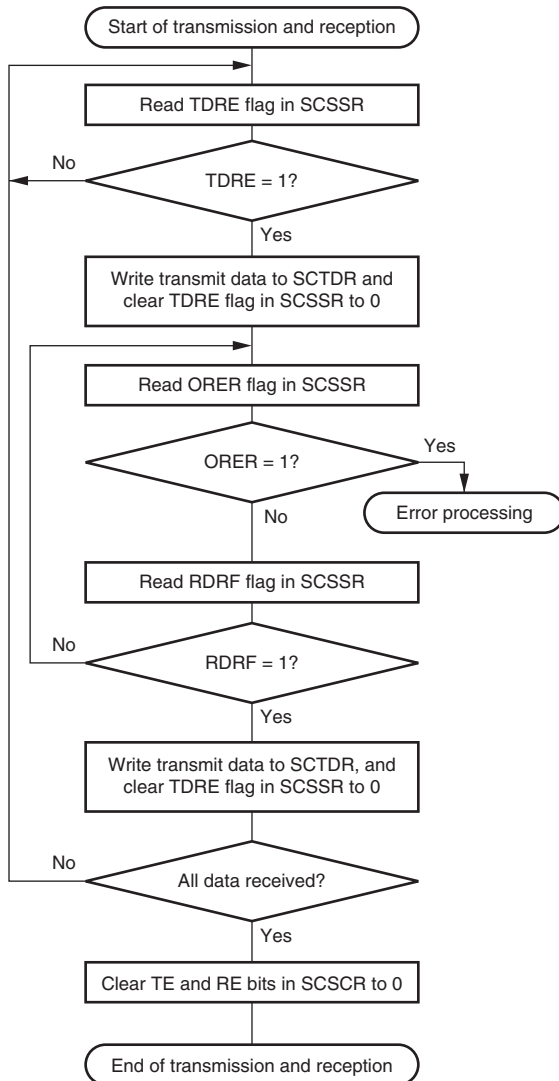 Start of transmission and reception
Read TDRE flag in SCSSR
No
TDRE = 1?
Yes
Write transmit data to SCTDR and
clear TDRE flag in SCSSR to 0
Read ORER flag in SCSSR
Yes
ORER = 1?
Error processing
No
Read RDRF flag in SCSSR
No
RDRF = 1?
Yes
Write transmit data to SCTDR, and
clear TDRE flag in SCSSR to 0
No
All data received?
Yes
Clear TE and RE bits in SCSCR to 0
End of transmission and reception